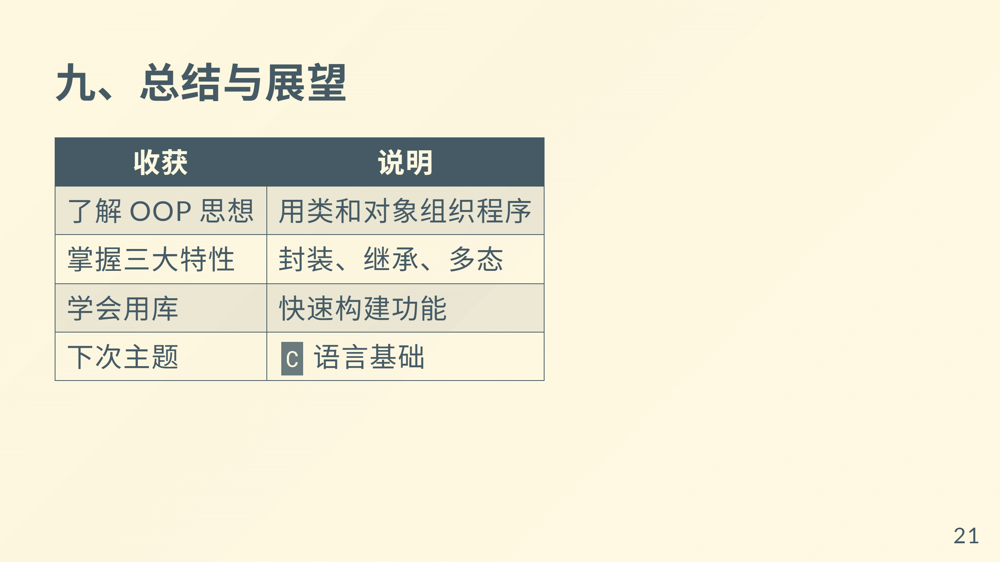 九、总结与展望
收获 说明
了解 OOP 思想 用类和对象组织程序
掌握三大特性 封装、继承、多态
学会用库 快速构建功能
下次主题 C 语言基础
21